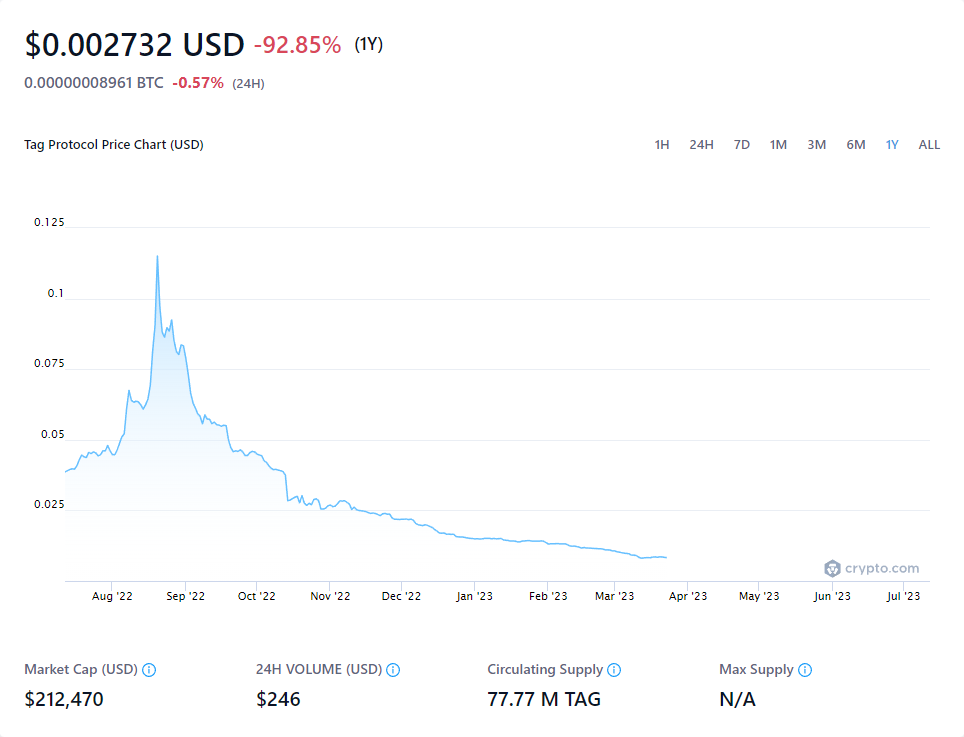 $0.002732 USD -92.85% (1Y)
0.00000008961 BTC -0.57% (24H)
Tag Protocol Price Chart (USD) 1H 24H 7D 1M 3M 6M 1Y ALL
0.125
0.1
0.075
0.05
0.025
crypto.com
Aug '22 Sep '22 Oct '22 Nov '22 Dec '22 Jan '23 Feb '23 Mar '23 Apr '23 May '23 Jun '23 Jul '23
Market Cap (USD) 24H VOLUME (USD) Circulating Supply Max Supply
$212,470 $246 77.77 M TAG N/A